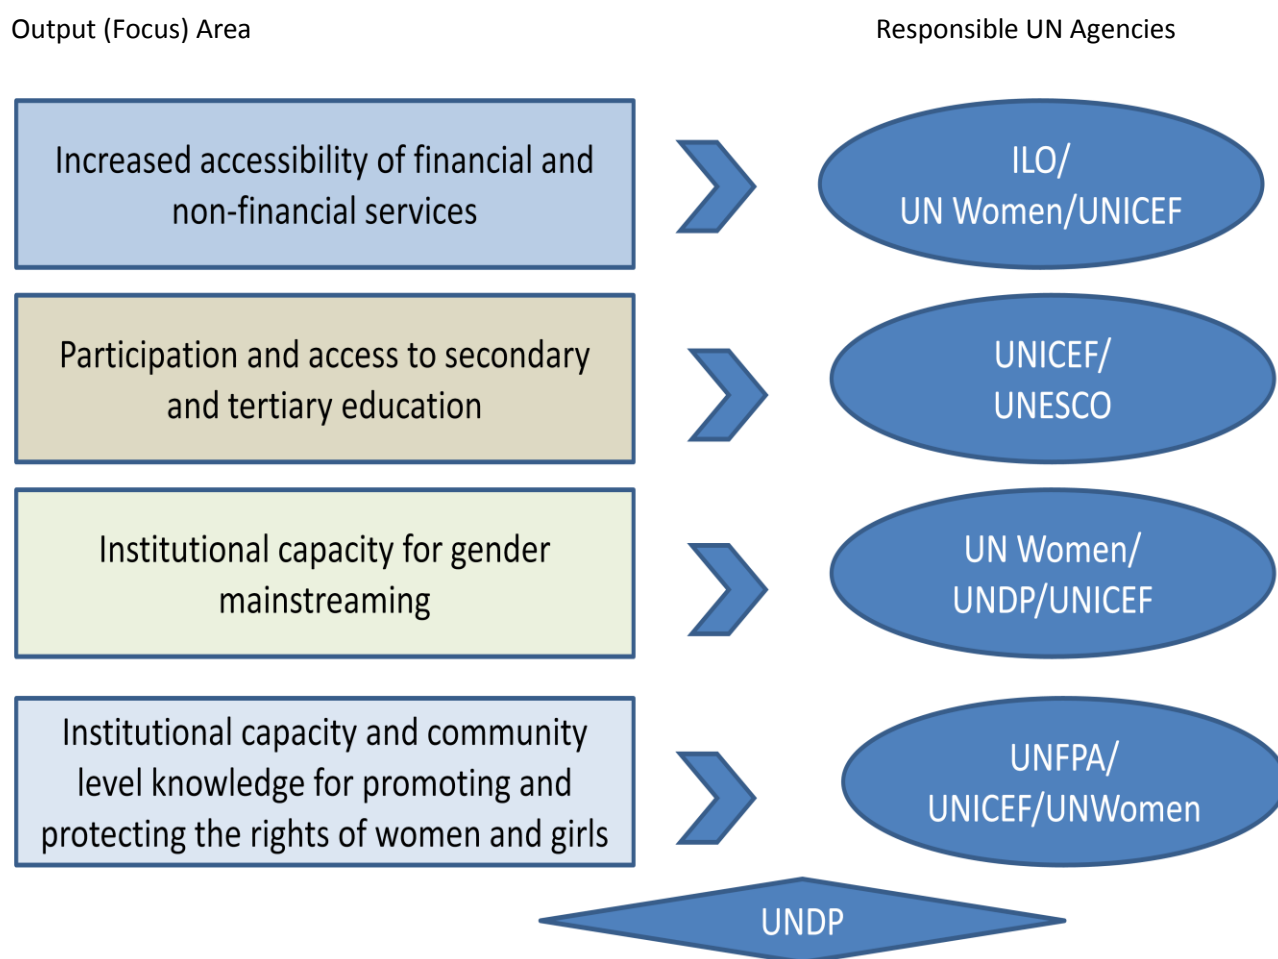 Output (Focus) Area
Responsible UN Agencies
Increased accessibility of financial and
non-financial services
ILO/
UN Women/UNICEF
Participation and access to secondary
and tertiary education
UNICEF/
UNESCO
Institutional capacity for gender
mainstreaming
UN Women/
UNDP/UNICEF
Institutional capacity and community
level knowledge for promoting and
protecting the rights of women and girls
UNFPA/
UNICEF/UNWomen
UNDP